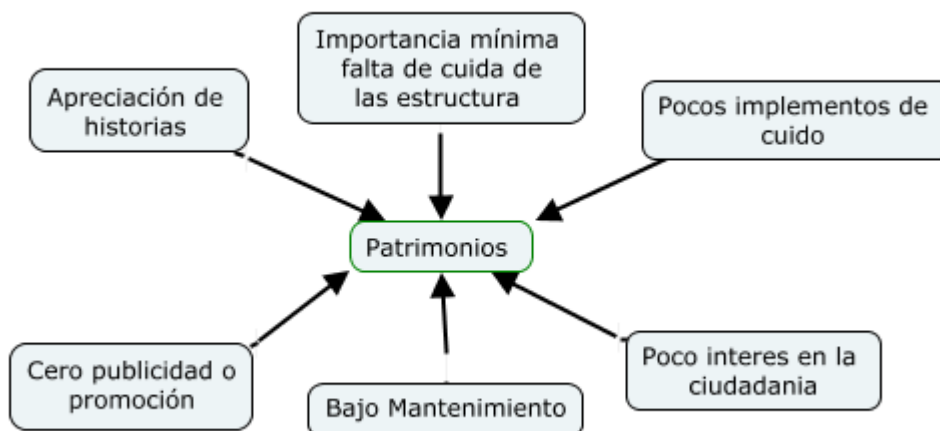 Importancia mínima
falta de cuida de
las estructura
Apreciación de
historias
Pocos implementos de
cuido
Patrimonios
Cero publicidad o
promoción
Bajo Mantenimiento
Poco interes en la
ciudadania